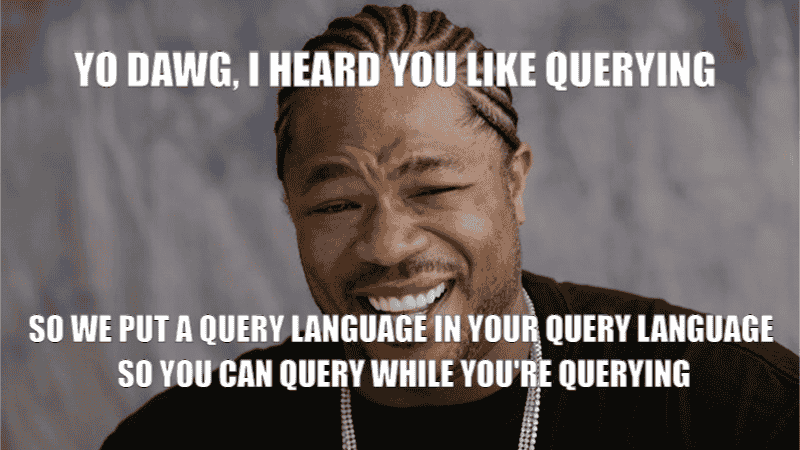 YO DAWG, I HEARD YOU LIKE QUERYING
SO WE PUT A QUERY LANGUAGE IN YOUR QUERY LANGUAGE
SO YOU CAN QUERY WHILE YOU'RE QUERYING